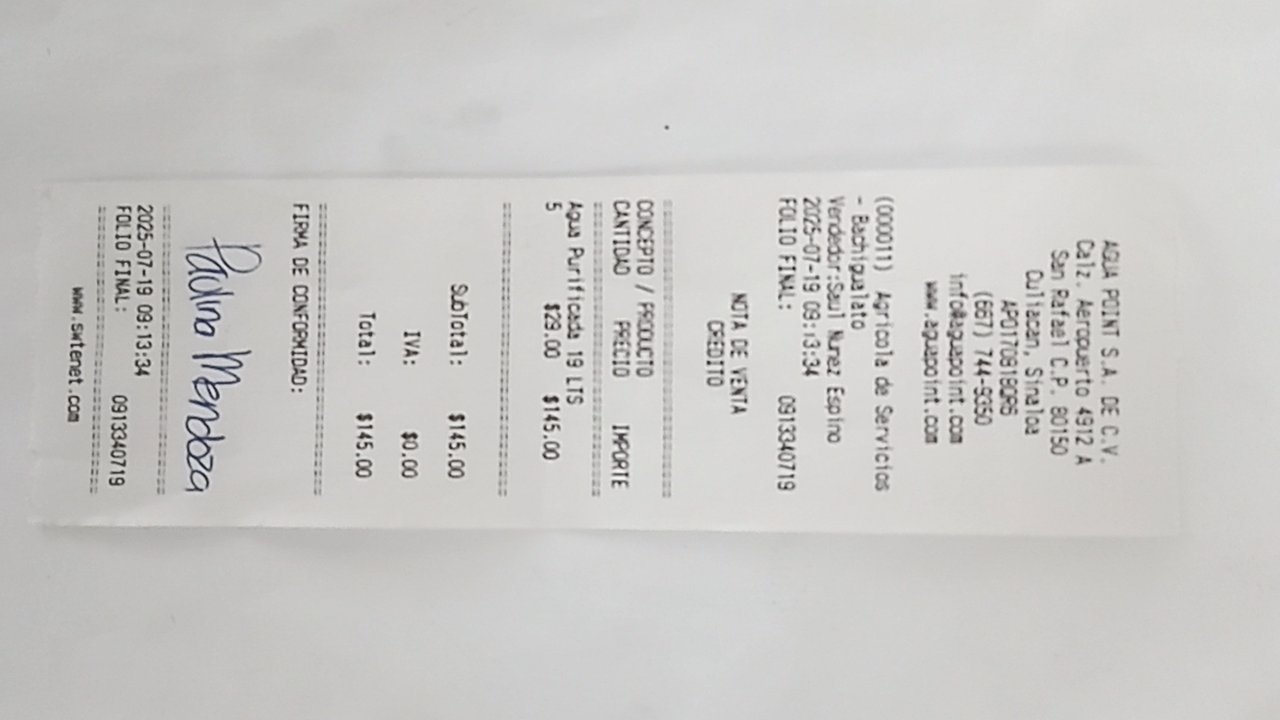 AGUA POINT S.A. DE C.V.
Calz. Aeropuerto 4912 A
San Rafael C.P. 80150
Culiacan, Sinaloa
APO170818QR6
(667) 744-9350
info@aguapoint.com
www.aguapoint.com
(000011) Agricola de Servicios
- Bachigualato
Vendedor:Saul Nunez Espino
2025-07-19 09:13:34
FOLIO FINAL: 0913340719
NOTA DE VENTA
CREDITO
CONCEPTO / PRODUCTO
CANTIDAD PRECIO IMPORTE
Agua Purificada 19 LTS
5 $29.00 $145.00
SubTotal: $145.00
IVA: $0.00
Total: $145.00
FIRMA DE CONFORMIDAD:
Paulina Mendoza
2025-07-19 09:13:34
FOLIO FINAL: 0913340719
www.swtenet.com